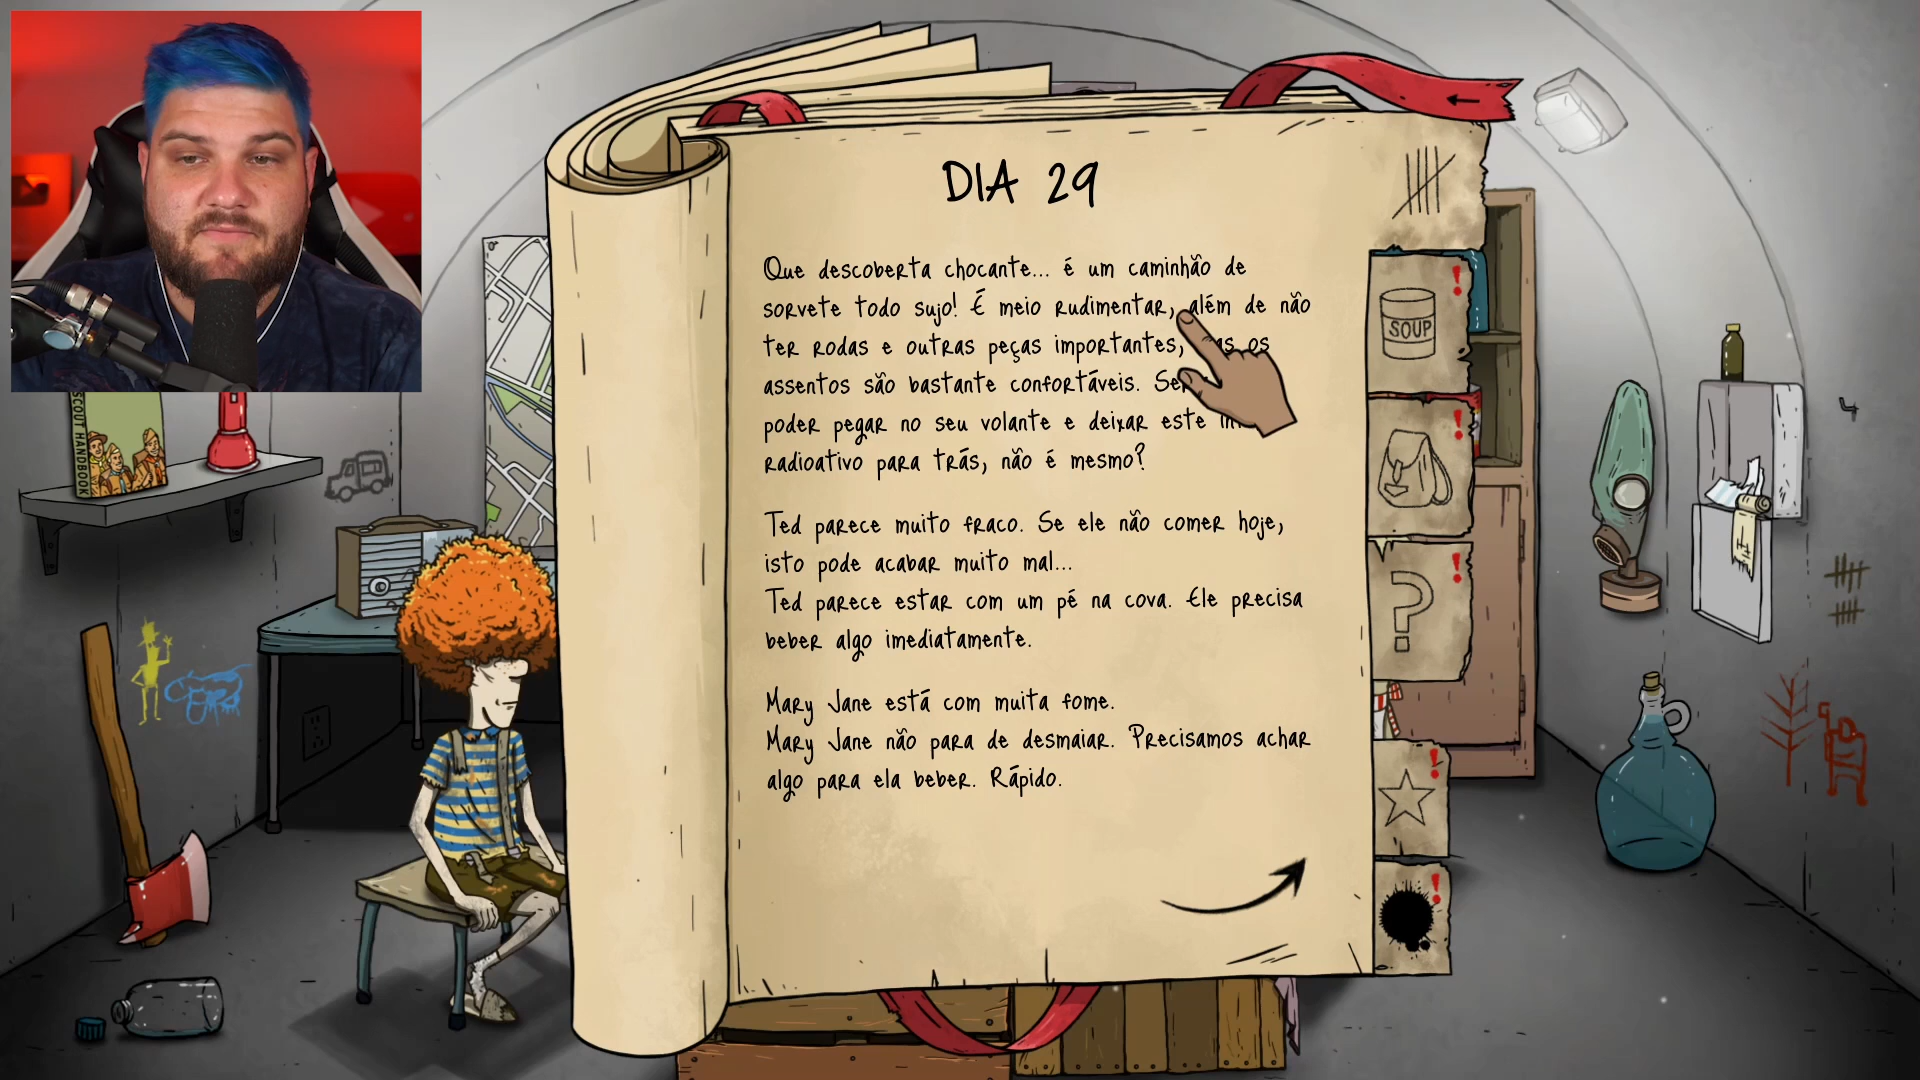 DIA 29
Que descoberta chocante... é um caminhão de
sorvete todo sujo! É meio rudimentar, além de não
ter rodas e outras peças importantes, os
assentos são bastante confortáveis.
poder pegar no seu volante e deixar este
radioativo para trás, não é mesmo?
Ted parece muito fraco. Se ele não comer hoje,
isto pode acabar muito mal...
Ted parece estar com um pé na cova. Ele precisa
beber algo imediatamente.
Mary Jane está com muita fome.
Mary Jane não para de desmaiar. Precisamos achar
algo para ela beber. Rápido.
SOUP
!
!
!
?
!
!
SCOUT HANDBOOK